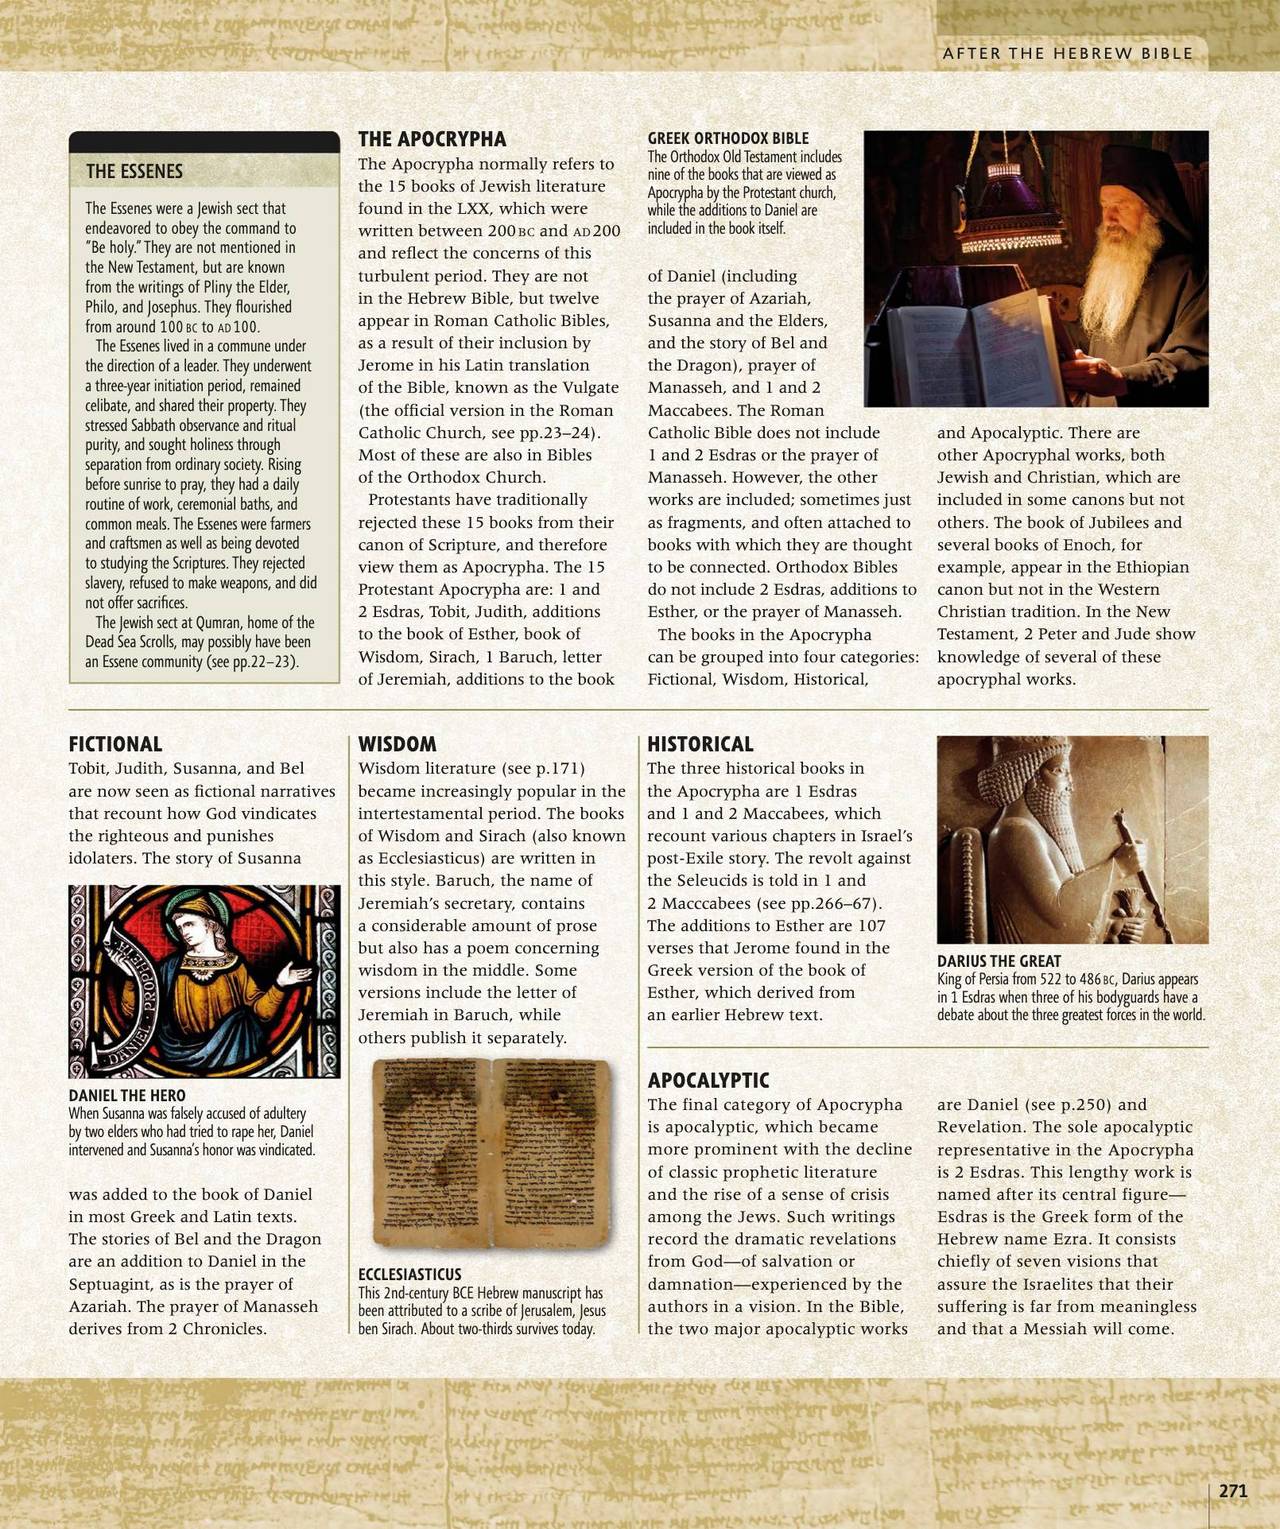 AFTER THE HEBREW BIBLE
THE ESSENES
The Essenes were a Jewish sect that
endeavored to obey the command to
"Be holy." They are not mentioned in
the New Testament, but are known
from the writings of Pliny the Elder,
Philo, and Josephus. They flourished
from around 100 BC to AD 100.
The Essenes lived in a commune under
the direction of a leader. They underwent
a three-year initiation period, remained
celibate, and shared their property. They
stressed Sabbath observance and ritual
purity, and sought holiness through
separation from ordinary society. Rising
before sunrise to pray, they had a daily
routine of work, ceremonial baths, and
common meals. The Essenes were farmers
and craftsmen as well as being devoted
to studying the Scriptures. They rejected
slavery, refused to make weapons, and did
not offer sacrifices.
The Jewish sect at Qumran, home of the
Dead Sea Scrolls, may possibly have been
an Essene community (see pp.22–23).
THE APOCRYPHA
The Apocrypha normally refers to
the 15 books of Jewish literature
found in the LXX, which were
written between 200 BC and AD 200
and reflect the concerns of this
turbulent period. They are not
in the Hebrew Bible, but twelve
appear in Roman Catholic Bibles,
as a result of their inclusion by
Jerome in his Latin translation
of the Bible, known as the Vulgate
(the official version in the Roman
Catholic Church, see pp.23–24).
Most of these are also in Bibles
of the Orthodox Church.
Protestants have traditionally
rejected these 15 books from their
canon of Scripture, and therefore
view them as Apocrypha. The 15
Protestant Apocrypha are: 1 and
2 Esdras, Tobit, Judith, additions
to the book of Esther, book of
Wisdom, Sirach, 1 Baruch, letter
of Jeremiah, additions to the book
GREEK ORTHODOX BIBLE
The Orthodox Old Testament includes
nine of the books that are viewed as
Apocrypha by the Protestant church,
while the additions to Daniel are
included in the book itself.
of Daniel (including
the prayer of Azariah,
Susanna and the Elders,
and the story of Bel and
the Dragon), prayer of
Manasseh, and 1 and 2
Maccabees. The Roman
Catholic Bible does not include
1 and 2 Esdras or the prayer of
Manasseh. However, the other
works are included; sometimes just
as fragments, and often attached to
books with which they are thought
to be connected. Orthodox Bibles
do not include 2 Esdras, additions to
Esther, or the prayer of Manasseh.
The books in the Apocrypha
can be grouped into four categories:
Fictional, Wisdom, Historical,
and Apocalyptic. There are
other Apocryphal works, both
Jewish and Christian, which are
included in some canons but not
others. The book of Jubilees and
several books of Enoch, for
example, appear in the Ethiopian
canon but not in the Western
Christian tradition. In the New
Testament, 2 Peter and Jude show
knowledge of several of these
apocryphal works.
FICTIONAL
Tobit, Judith, Susanna, and Bel
are now seen as fictional narratives
that recount how God vindicates
the righteous and punishes
idolaters. The story of Susanna
DANIEL PROPHETA
DANIEL THE HERO
When Susanna was falsely accused of adultery
by two elders who had tried to rape her, Daniel
intervened and Susanna's honor was vindicated.
was added to the book of Daniel
in most Greek and Latin texts.
The stories of Bel and the Dragon
are an addition to Daniel in the
Septuagint, as is the prayer of
Azariah. The prayer of Manasseh
derives from 2 Chronicles.
WISDOM
Wisdom literature (see p.171)
became increasingly popular in the
intertestamental period. The books
of Wisdom and Sirach (also known
as Ecclesiasticus) are written in
this style. Baruch, the name of
Jeremiah's secretary, contains
a considerable amount of prose
but also has a poem concerning
wisdom in the middle. Some
versions include the letter of
Jeremiah in Baruch, while
others publish it separately.
ECCLESIASTICUS
This 2nd-century BCE Hebrew manuscript has
been attributed to a scribe of Jerusalem, Jesus
ben Sirach. About two-thirds survives today.
HISTORICAL
The three historical books in
the Apocrypha are 1 Esdras
and 1 and 2 Maccabees, which
recount various chapters in Israel's
post-Exile story. The revolt against
the Seleucids is told in 1 and
2 Macccabees (see pp.266–67).
The additions to Esther are 107
verses that Jerome found in the
Greek version of the book of
Esther, which derived from
an earlier Hebrew text.
DARIUS THE GREAT
King of Persia from 522 to 486 BC, Darius appears
in 1 Esdras when three of his bodyguards have a
debate about the three greatest forces in the world.
APOCALYPTIC
The final category of Apocrypha
is apocalyptic, which became
more prominent with the decline
of classic prophetic literature
and the rise of a sense of crisis
among the Jews. Such writings
record the dramatic revelations
from God—of salvation or
damnation—experienced by the
authors in a vision. In the Bible,
the two major apocalyptic works
are Daniel (see p.250) and
Revelation. The sole apocalyptic
representative in the Apocrypha
is 2 Esdras. This lengthy work is
named after its central figure—
Esdras is the Greek form of the
Hebrew name Ezra. It consists
chiefly of seven visions that
assure the Israelites that their
suffering is far from meaningless
and that a Messiah will come.
271